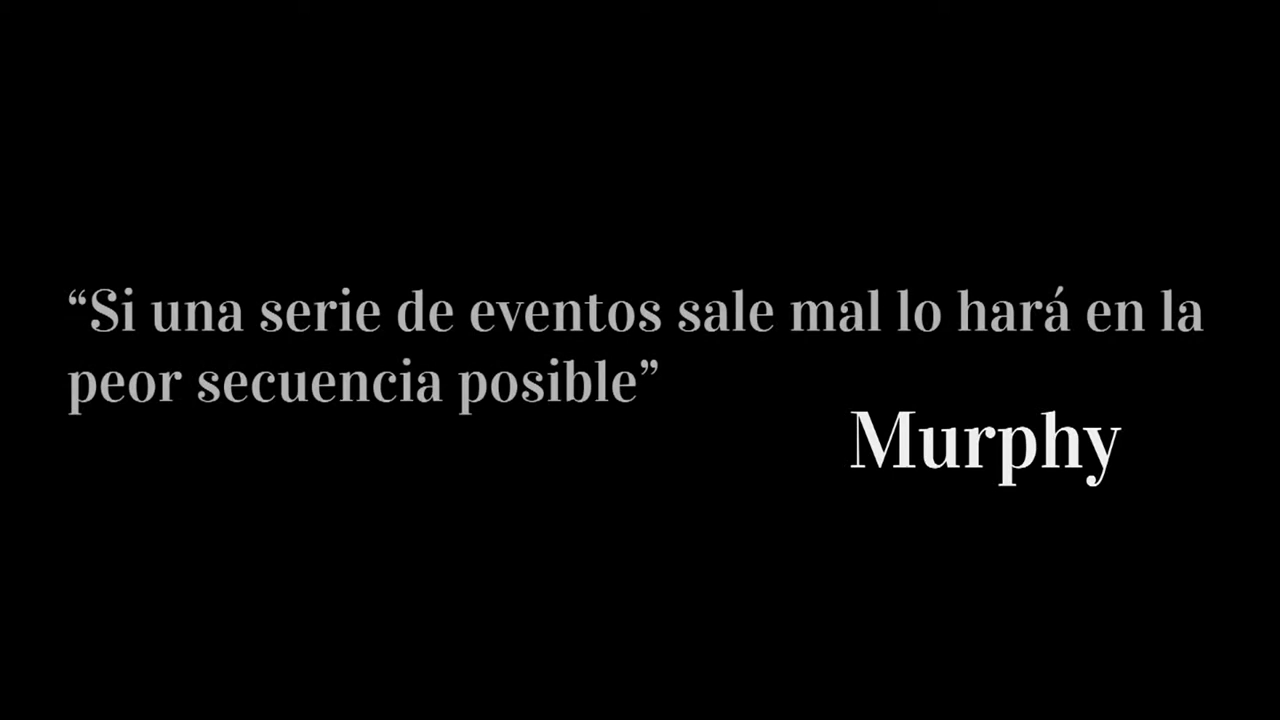 “Si una serie de eventos sale mal lo hará en la
peor secuencia posible”
Murphy